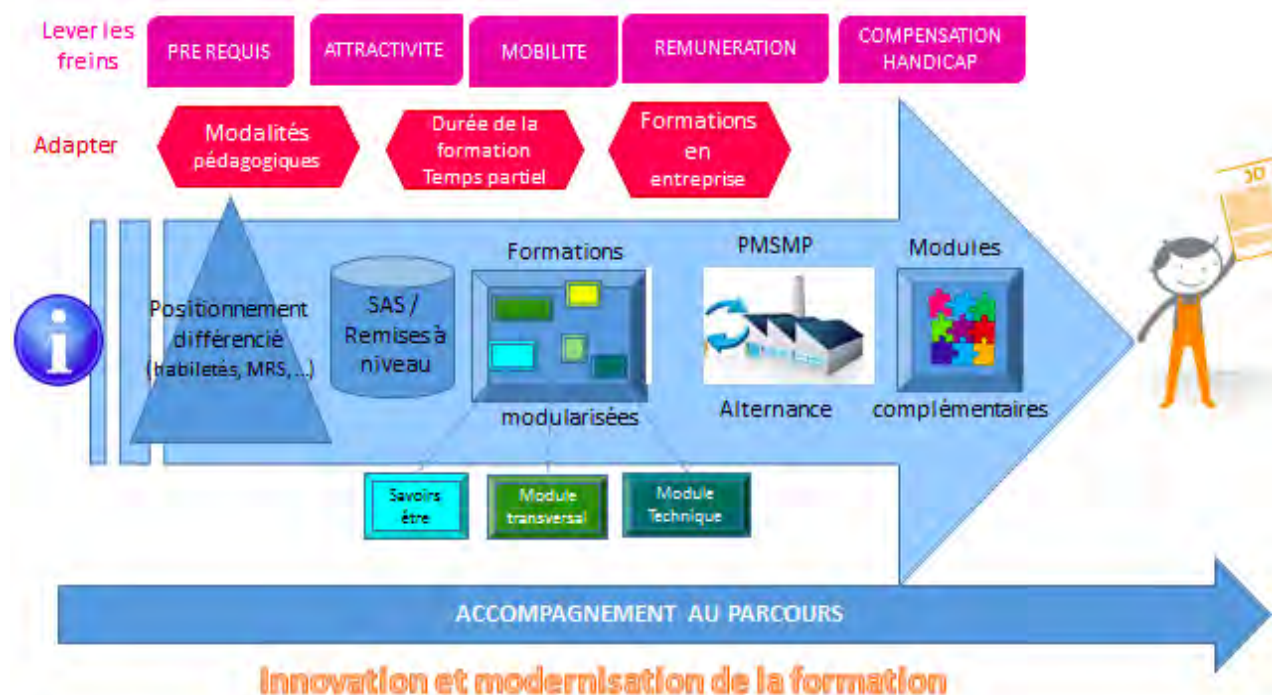 Lever les
freins
PRE REQUIS
ATTRACTIVITE
MOBILITE
REMUNERATION
COMPENSATION
HANDICAP
Adapter
Modalités
pédagogiques
Durée de la
formation
Temps partiel
Formations
en
entreprise
i
Positionnement
différencié
(habiletés, MRS, ...)
SAS /
Remises à
niveau
Formations
modularisées
PMSMP
Alternance
Modules
complémentaires
Savoirs
être
Module
transversal
Module
Technique
ACCOMPAGNEMENT AU PARCOURS
Innovation et modernisation de la formation